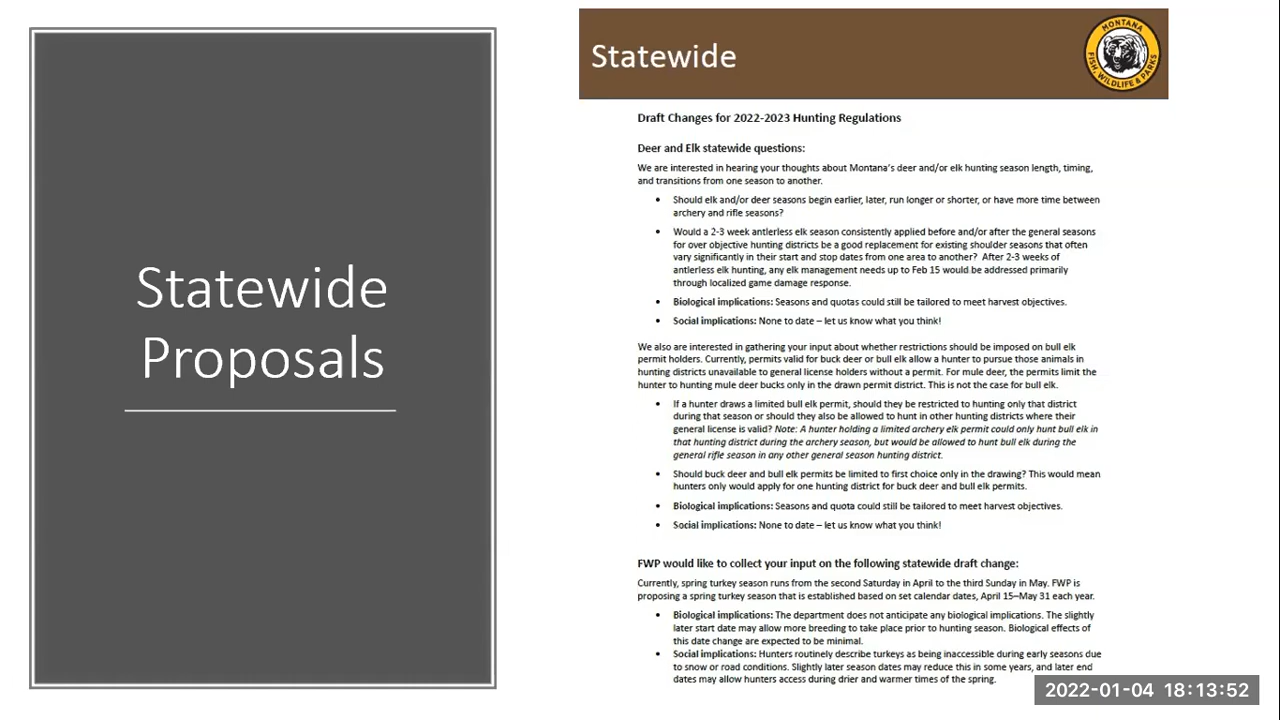 Statewide
Proposals
Statewide
MONTANA
FISH, WILDLIFE & PARKS
Draft Changes for 2022-2023 Hunting Regulations
Deer and Elk statewide questions:
We are interested in hearing your thoughts about Montana's deer and/or elk hunting season length, timing,
and transitions from one season to another.
• Should elk and/or deer seasons begin earlier, later, run longer or shorter, or have more time between
archery and rifle seasons?
• Would a 2-3 week antlerless elk season consistently applied before and/or after the general seasons
for over objective hunting districts be a good replacement for existing shoulder seasons that often
vary significantly in their start and stop dates from one area to another? After 2-3 weeks of
antlerless elk hunting, any elk management needs up to Feb 15 would be addressed primarily
through localized game damage response.
• Biological implications: Seasons and quotas could still be tailored to meet harvest objectives.
• Social implications: None to date – let us know what you think!
We also are interested in gathering your input about whether restrictions should be imposed on bull elk
permit holders. Currently, permits valid for buck deer or bull elk allow a hunter to pursue those animals in
hunting districts unavailable to general license holders without a permit. For mule deer, the permits limit the
hunter to hunting mule deer bucks only in the drawn permit district. This is not the case for bull elk.
• If a hunter draws a limited bull elk permit, should they be restricted to hunting only that district
during that season or should they also be allowed to hunt in other hunting districts where their
general license is valid? Note: A hunter holding a limited archery elk permit could only hunt bull elk in
that hunting district during the archery season, but would be allowed to hunt bull elk during the
general rifle season in any other general season hunting district.
• Should buck deer and bull elk permits be limited to first choice only in the drawing? This would mean
hunters only would apply for one hunting district for buck deer and bull elk permits.
• Biological implications: Seasons and quota could still be tailored to meet harvest objectives.
• Social implications: None to date – let us know what you think!
FWP would like to collect your input on the following statewide draft change:
Currently, spring turkey season runs from the second Saturday in April to the third Sunday in May. FWP is
proposing a spring turkey season that is established based on set calendar dates, April 15–May 31 each year.
• Biological implications: The department does not anticipate any biological implications. The slightly
later start date may allow more breeding to take place prior to hunting season. Biological effects of
this date change are expected to be minimal.
• Social implications: Hunters routinely describe turkeys as being inaccessible during early seasons due
to snow or road conditions. Slightly later season dates may reduce this in some years, and later end
dates may allow hunters access during drier and warmer times of the spring.
2022-01-04 18:13:52